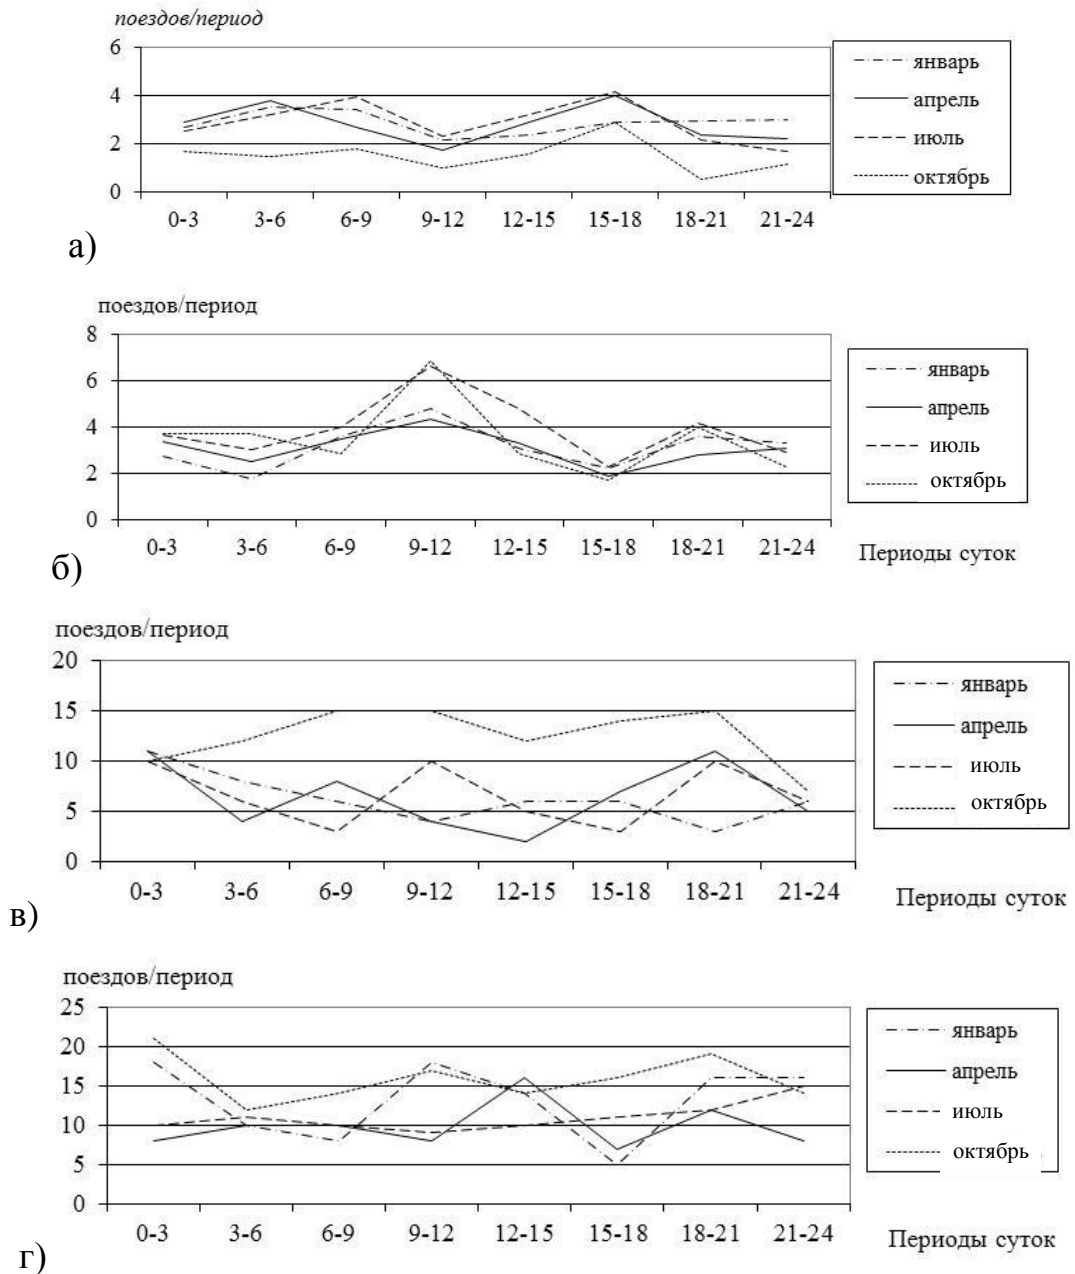 поездов/период
6
4
2
0
0-3 3-6 6-9 9-12 12-15 15-18 18-21 21-24
январь
апрель
июль
октябрь
а)
поездов/период
8
6
4
2
0
0-3 3-6 6-9 9-12 12-15 15-18 18-21 21-24
январь
апрель
июль
октябрь
Периоды суток
б)
поездов/период
20
15
10
5
0
0-3 3-6 6-9 9-12 12-15 15-18 18-21 21-24
январь
апрель
июль
октябрь
Периоды суток
в)
поездов/период
25
20
15
10
5
0
0-3 3-6 6-9 9-12 12-15 15-18 18-21 21-24
январь
апрель
июль
октябрь
Периоды суток
г)